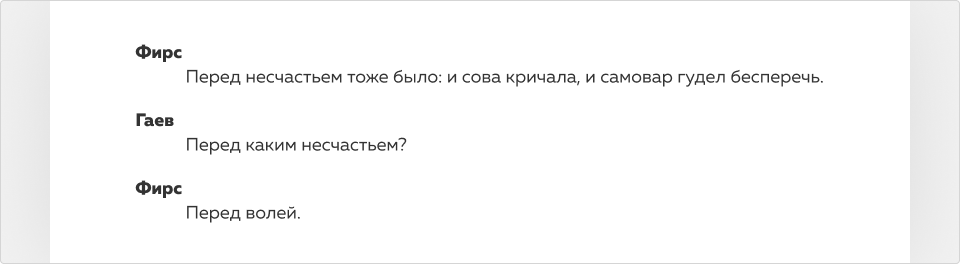 Фирс
Перед несчастьем тоже было: и сова кричала, и самовар гудел бесперечь.
Гаев
Перед каким несчастьем?
Фирс
Перед волей.